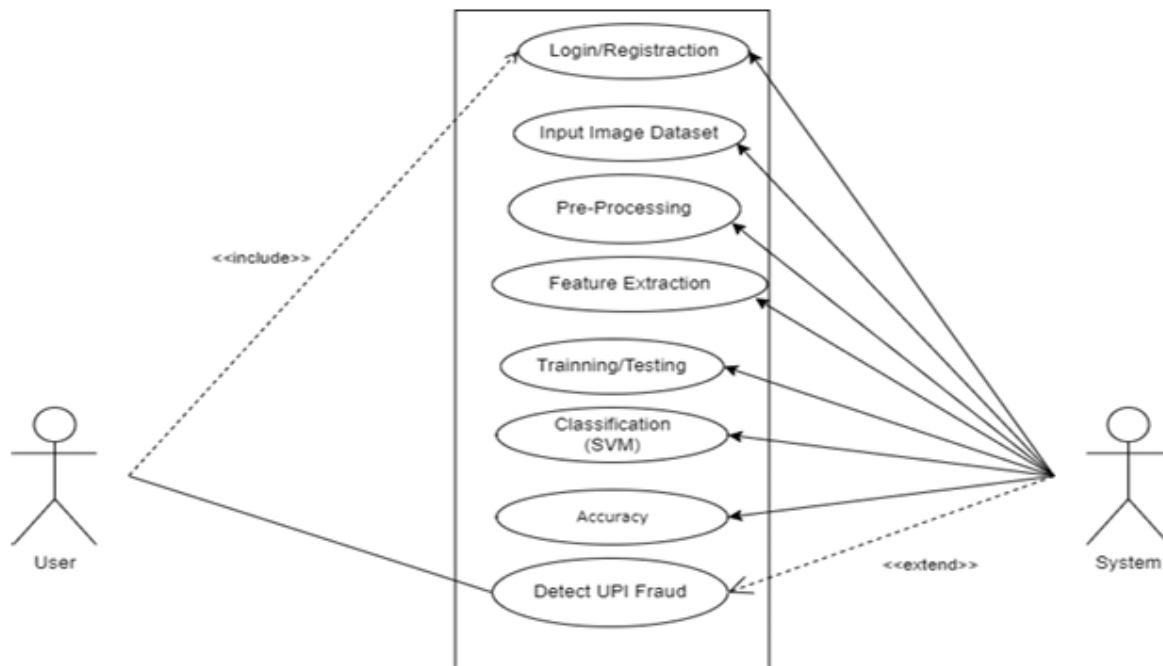 Login/Registraction
Input Image Dataset
Pre-Processing
<<include>>
Feature Extraction
Trainning/Testing
Classification
(SVM)
Accuracy
User
<<extend>>
System
Detect UPI Fraud